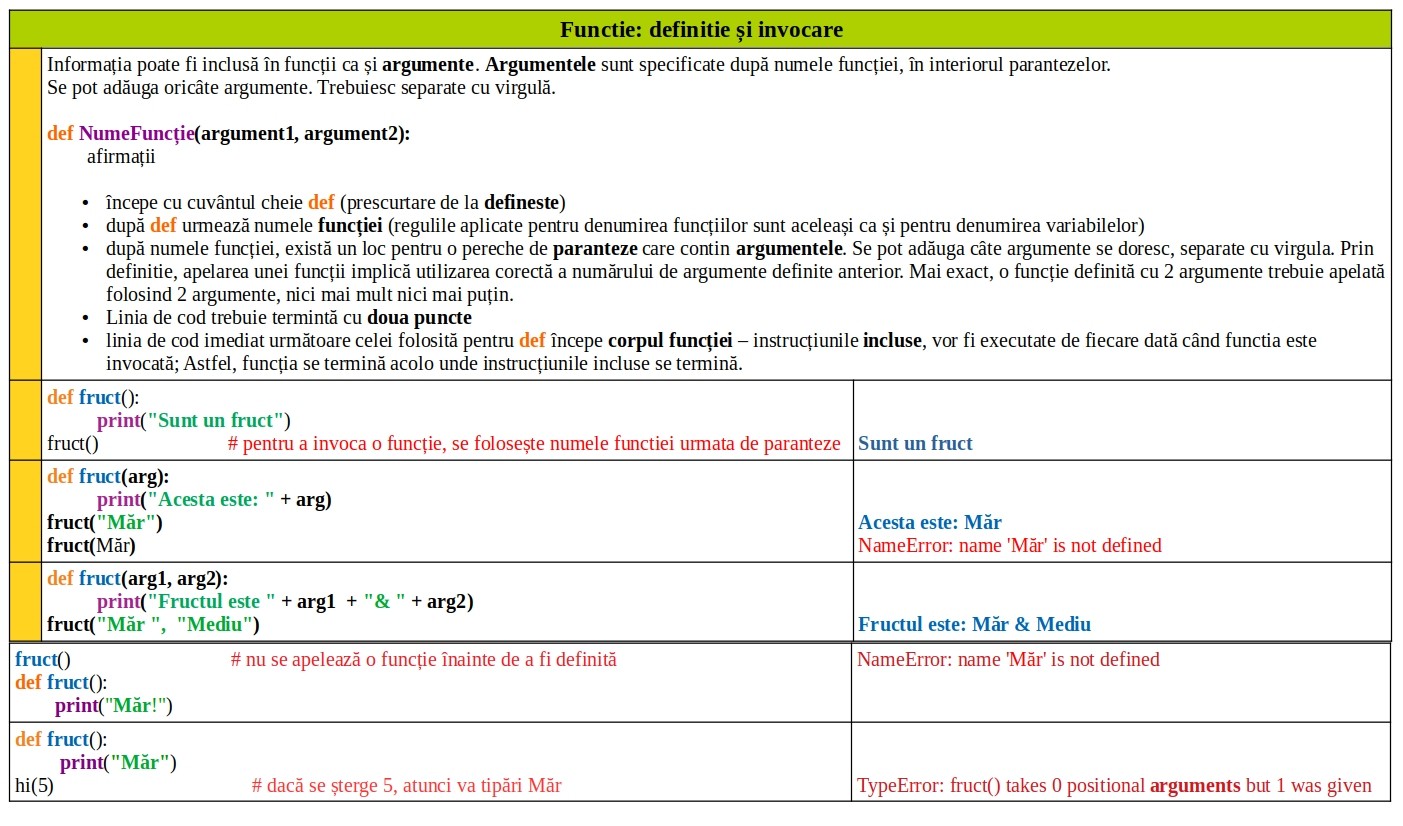 Functie: definitie și invocare
Informația poate fi inclusă în funcții ca și argumente. Argumentele sunt specificate după numele funcției, în interiorul parantezelor.
Se pot adăuga oricâte argumente. Trebuiesc separate cu virgulă.
def NumeFuncție(argument1, argument2):
afirmații
• începe cu cuvântul cheie def (prescurtare de la defineste)
• după def urmează numele funcției (regulile aplicate pentru denumirea funcțiilor sunt aceleași ca și pentru denumirea variabilelor)
• după numele funcției, există un loc pentru o pereche de paranteze care contin argumentele. Se pot adăuga câte argumente se doresc, separate cu virgula. Prin
definitie, apelarea unei funcții implică utilizarea corectă a numărului de argumente definite anterior. Mai exact, o funcție definită cu 2 argumente trebuie apelată
folosind 2 argumente, nici mai mult nici mai puțin.
• Linia de cod trebuie termintă cu doua puncte
• linia de cod imediat următoare celei folosită pentru def începe corpul funcției – instrucțiunile incluse, vor fi executate de fiecare dată când functia este
invocată; Astfel, funcția se termină acolo unde instrucțiunile incluse se termină.
def fruct():
print("Sunt un fruct")
fruct() # pentru a invoca o funcție, se folosește numele functiei urmata de paranteze
Sunt un fruct
def fruct(arg):
print("Acesta este: " + arg)
fruct("Măr")
fruct(Măr)
Acesta este: Măr
NameError: name 'Măr' is not defined
def fruct(arg1, arg2):
print("Fructul este " + arg1 + "& " + arg2)
fruct("Măr ", "Mediu")
Fructul este: Măr & Mediu
fruct() # nu se apelează o funcție înainte de a fi definită
def fruct():
print("Măr!")
NameError: name 'Măr' is not defined
def fruct():
print("Măr")
hi(5) # dacă se șterge 5, atunci va tipări Măr
TypeError: fruct() takes 0 positional arguments but 1 was given